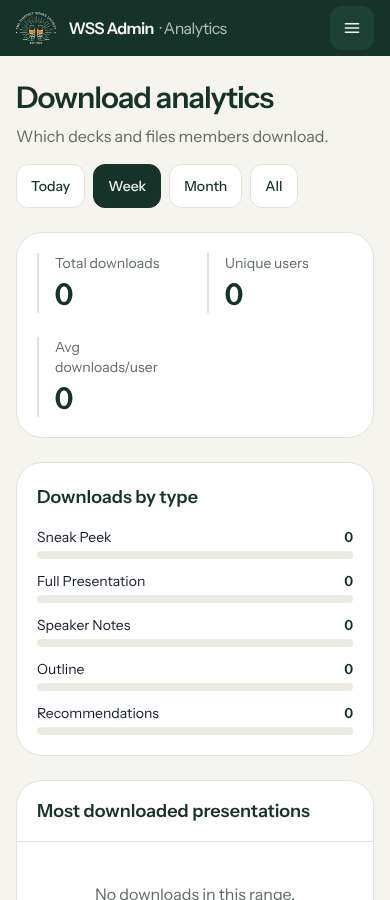 WSS Admin · Analytics
Download analytics
Which decks and files members download.
Today Week Month All
Total downloads Unique users
0 0
Avg
downloads/user
0
Downloads by type
Sneak Peek 0
Full Presentation 0
Speaker Notes 0
Outline 0
Recommendations 0
Most downloaded presentations
No downloads in this range.